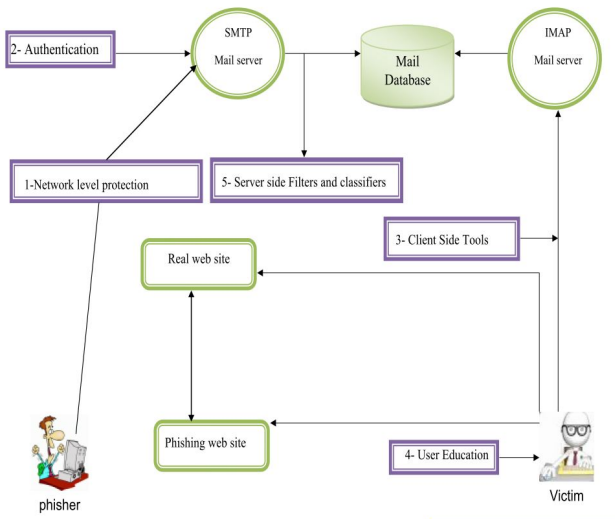 2- Authentication
SMTP
Mail server
Mail
Database
IMAP
Mail server
1-Network level protection
5- Server side Filters and classifiers
3- Client Side Tools
Real web site
Phishing web site
4- User Education
phisher
Victim